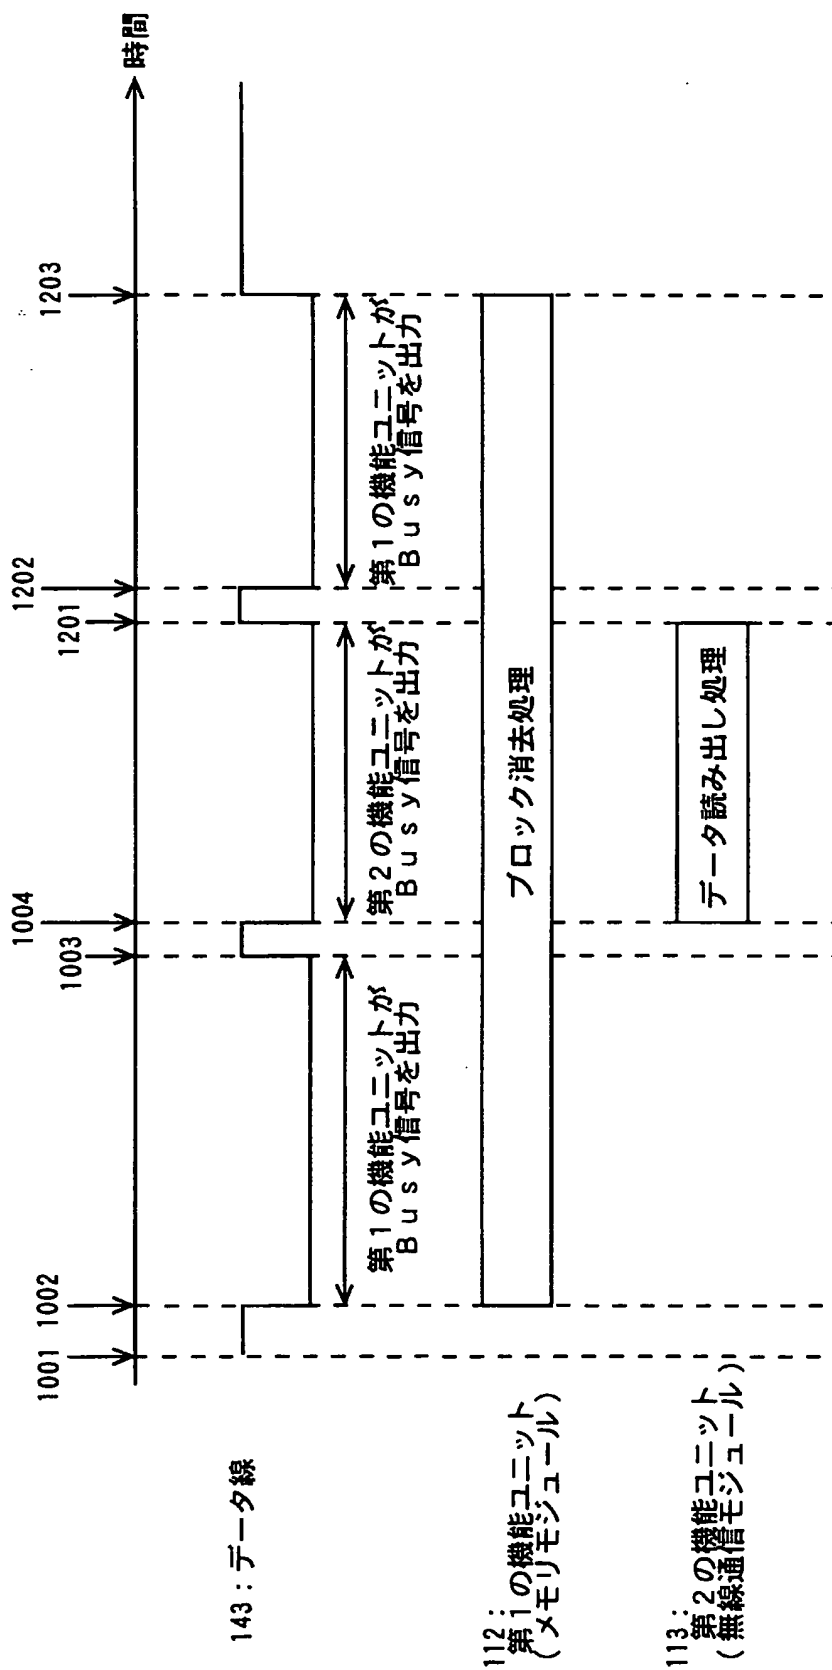 時間
1001
1002
1003
1004
1201
1202
1203
143：データ線
第１の機能ユニットが
Ｂｕｓｙ信号を出力
第２の機能ユニットが
Ｂｕｓｙ信号を出力
第１の機能ユニットが
Ｂｕｓｙ信号を出力
112：
第１の機能ユニット
（メモリモジュール）
ブロック消去処理
113：
第２の機能ユニット
（無線通信モジュール）
データ読み出し処理